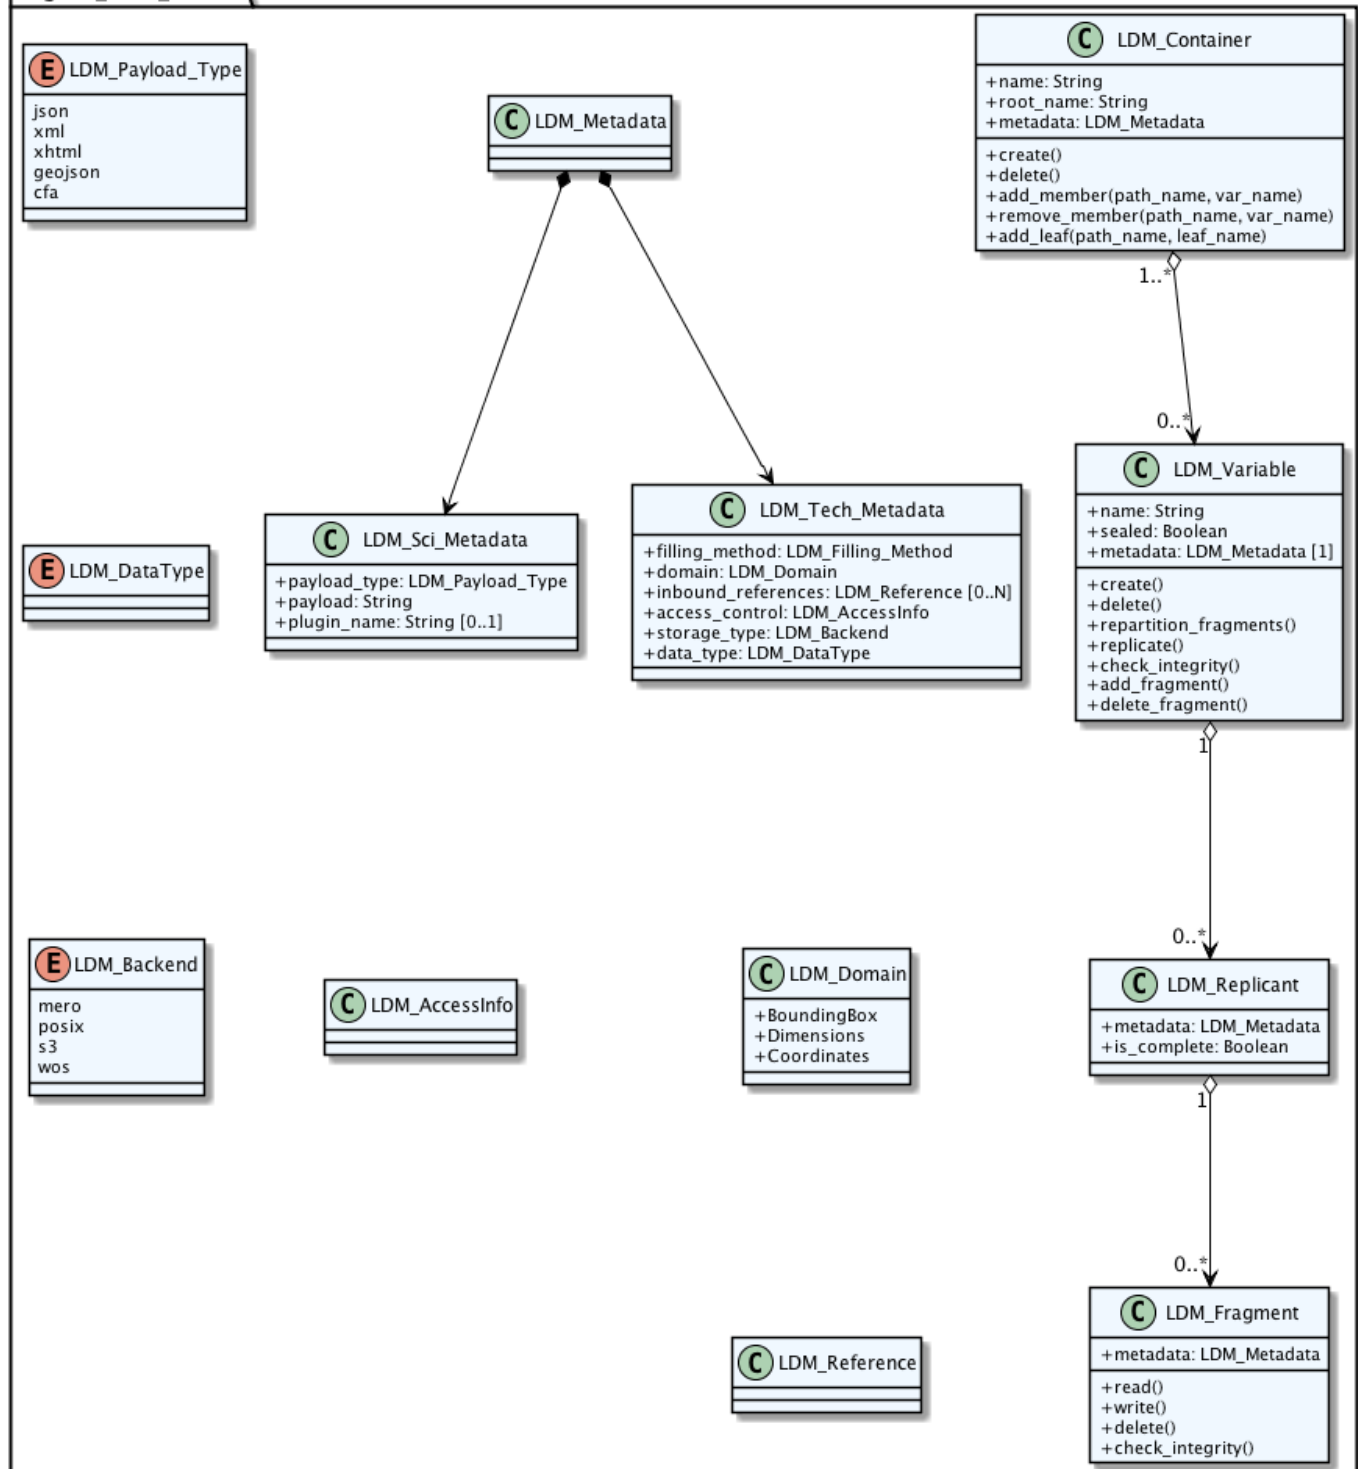 E LDM_Payload_Type
json
xml
xhtml
geojson
cfa
C LDM_Metadata
C LDM_Container
+name: String
+root_name: String
+metadata: LDM_Metadata
+create()
+delete()
+add_member(path_name, var_name)
+remove_member(path_name, var_name)
+add_leaf(path_name, leaf_name)
1..*
0..*
E LDM_DataType
C LDM_Sci_Metadata
+payload_type: LDM_Payload_Type
+payload: String
+plugin_name: String [0..1]
C LDM_Tech_Metadata
+filling_method: LDM_Filling_Method
+domain: LDM_Domain
+inbound_references: LDM_Reference [0..N]
+access_control: LDM_AccessInfo
+storage_type: LDM_Backend
+data_type: LDM_DataType
C LDM_Variable
+name: String
+sealed: Boolean
+metadata: LDM_Metadata [1]
+create()
+delete()
+repartition_fragments()
+replicate()
+check_integrity()
+add_fragment()
+delete_fragment()
1
0..*
E LDM_Backend
mero
posix
s3
wos
C LDM_AccessInfo
C LDM_Domain
+BoundingBox
+Dimensions
+Coordinates
C LDM_Replicant
+metadata: LDM_Metadata
+is_complete: Boolean
1
0..*
C LDM_Reference
C LDM_Fragment
+metadata: LDM_Metadata
+read()
+write()
+delete()
+check_integrity()